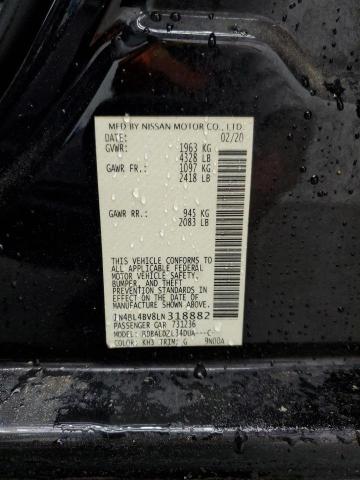 MFD BY NISSAN MOTOR CO., LTD.
DATE: 02/20
GVWR: 1963 KG
4328 LB
GAWR FR.: 1097 KG
2418 LB
GAWR RR.: 945 KG
2083 LB
THIS VEHICLE CONFORMS TO
ALL APPLICABLE FEDERAL
MOTOR VEHICLE SAFETY,
BUMPER, AND THEFT
PREVENTION STANDARDS IN
EFFECT ON THE DATE OF
MANUFACTURE SHOWN ABOVE.
1N4BL4BV8LN318882
PASSENGER CAR 731236
COLOR: KH3 TRIM: G